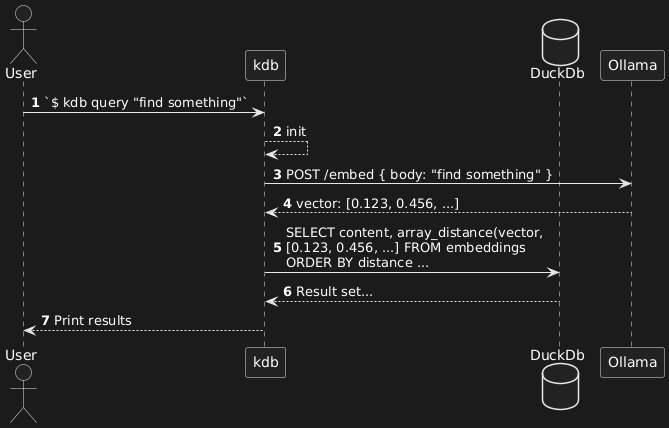 User
kdb
DuckDb
Ollama
1 `$ kdb query "find something"`
2 init
3 POST /embed { body: "find something" }
4 vector: [0.123, 0.456, ...]
SELECT content, array_distance(vector,
5 [0.123, 0.456, ...] FROM embeddings
ORDER BY distance ...
6 Result set...
7 Print results
User
kdb
DuckDb
Ollama